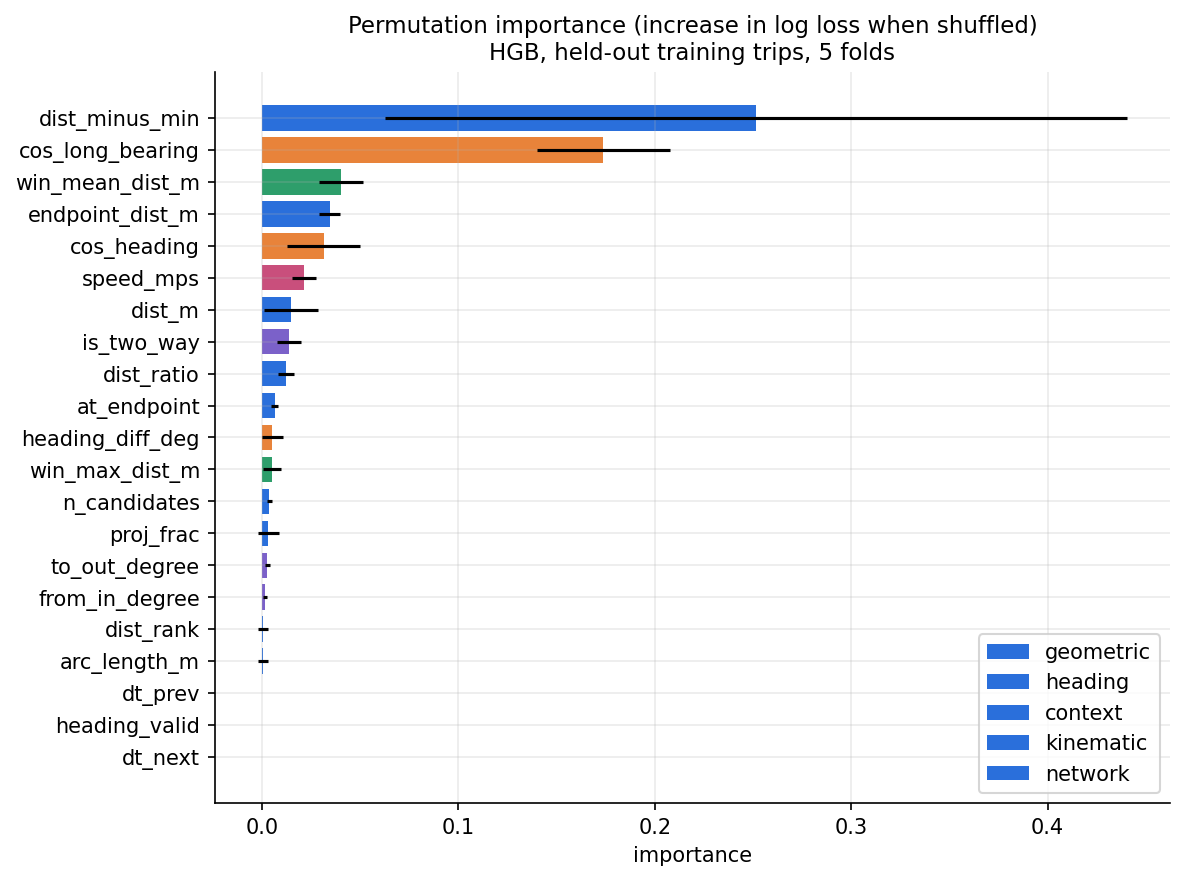 Permutation importance (increase in log loss when shuffled)
HGB, held-out training trips, 5 folds
dist_minus_min
cos_long_bearing
win_mean_dist_m
endpoint_dist_m
cos_heading
speed_mps
dist_m
is_two_way
dist_ratio
at_endpoint
heading_diff_deg
win_max_dist_m
n_candidates
proj_frac
to_out_degree
from_in_degree
dist_rank
arc_length_m
dt_prev
heading_valid
dt_next
geometric
heading
context
kinematic
network
0.0 0.1 0.2 0.3 0.4
importance